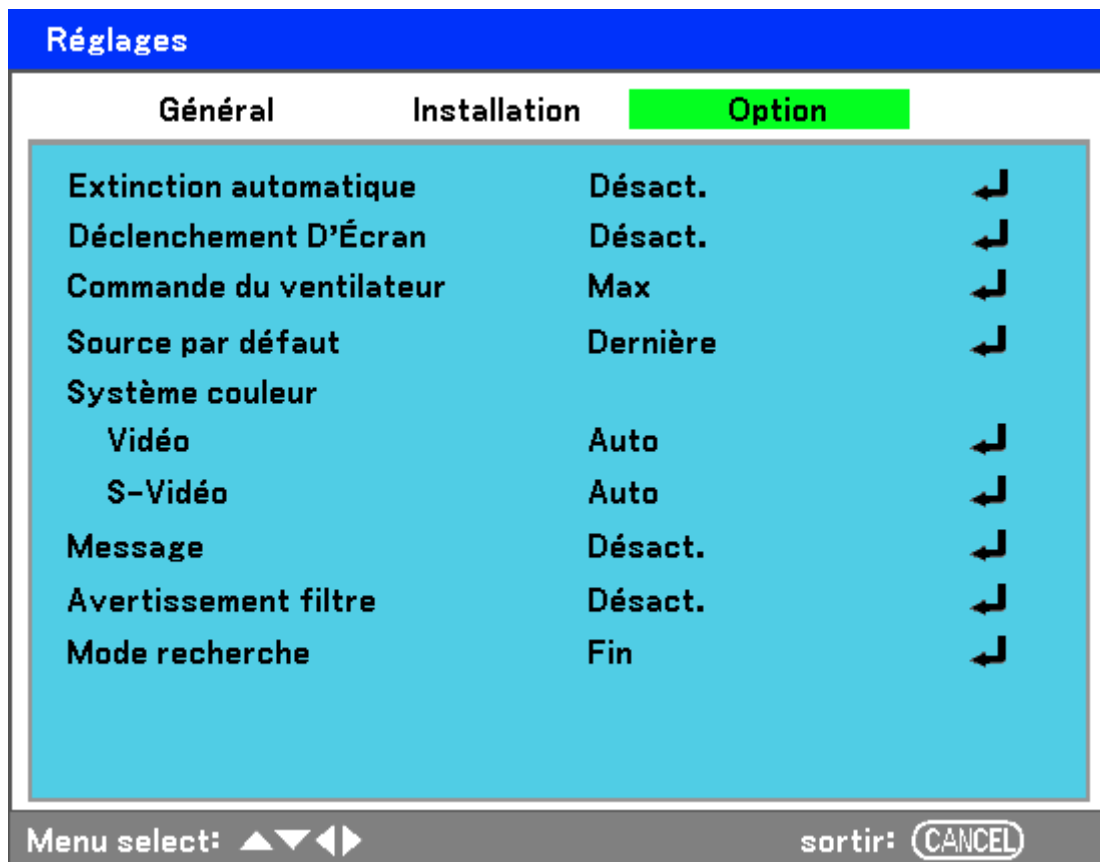 Réglages
Général Installation Option
Extinction automatique Désact.
Déclenchement D'Écran Désact.
Commande du ventilateur Max
Source par défaut Dernière
Système couleur
Vidéo Auto
S-Vidéo Auto
Message Désact.
Avertissement filtre Désact.
Mode recherche Fin
Menu select: sortir: CANCEL